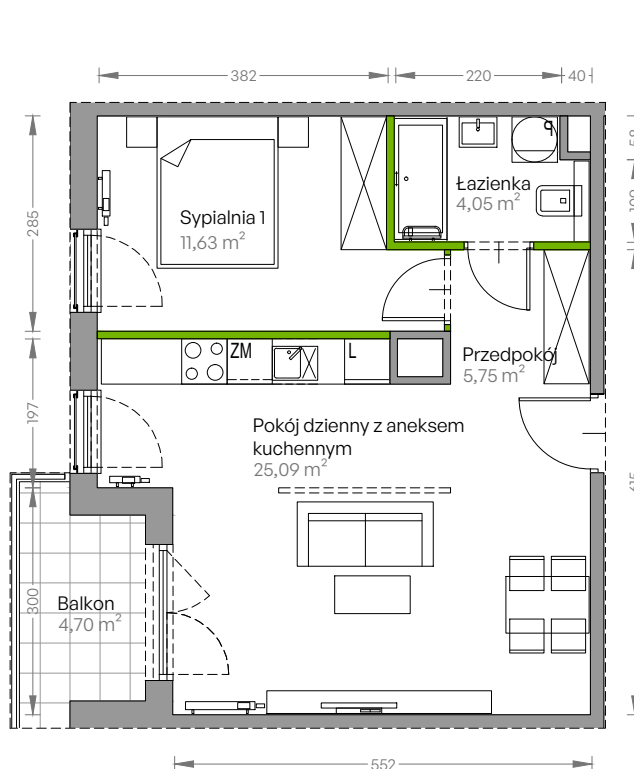 382
220
40
58
285
Łazienka
4,05 m²
Sypialnia 1
11,63 m²
ZM
L
Przedpokój
5,75 m²
197
Pokój dzienny z aneksem
kuchennym
25,09 m²
300
Balkon
4,70 m²
552